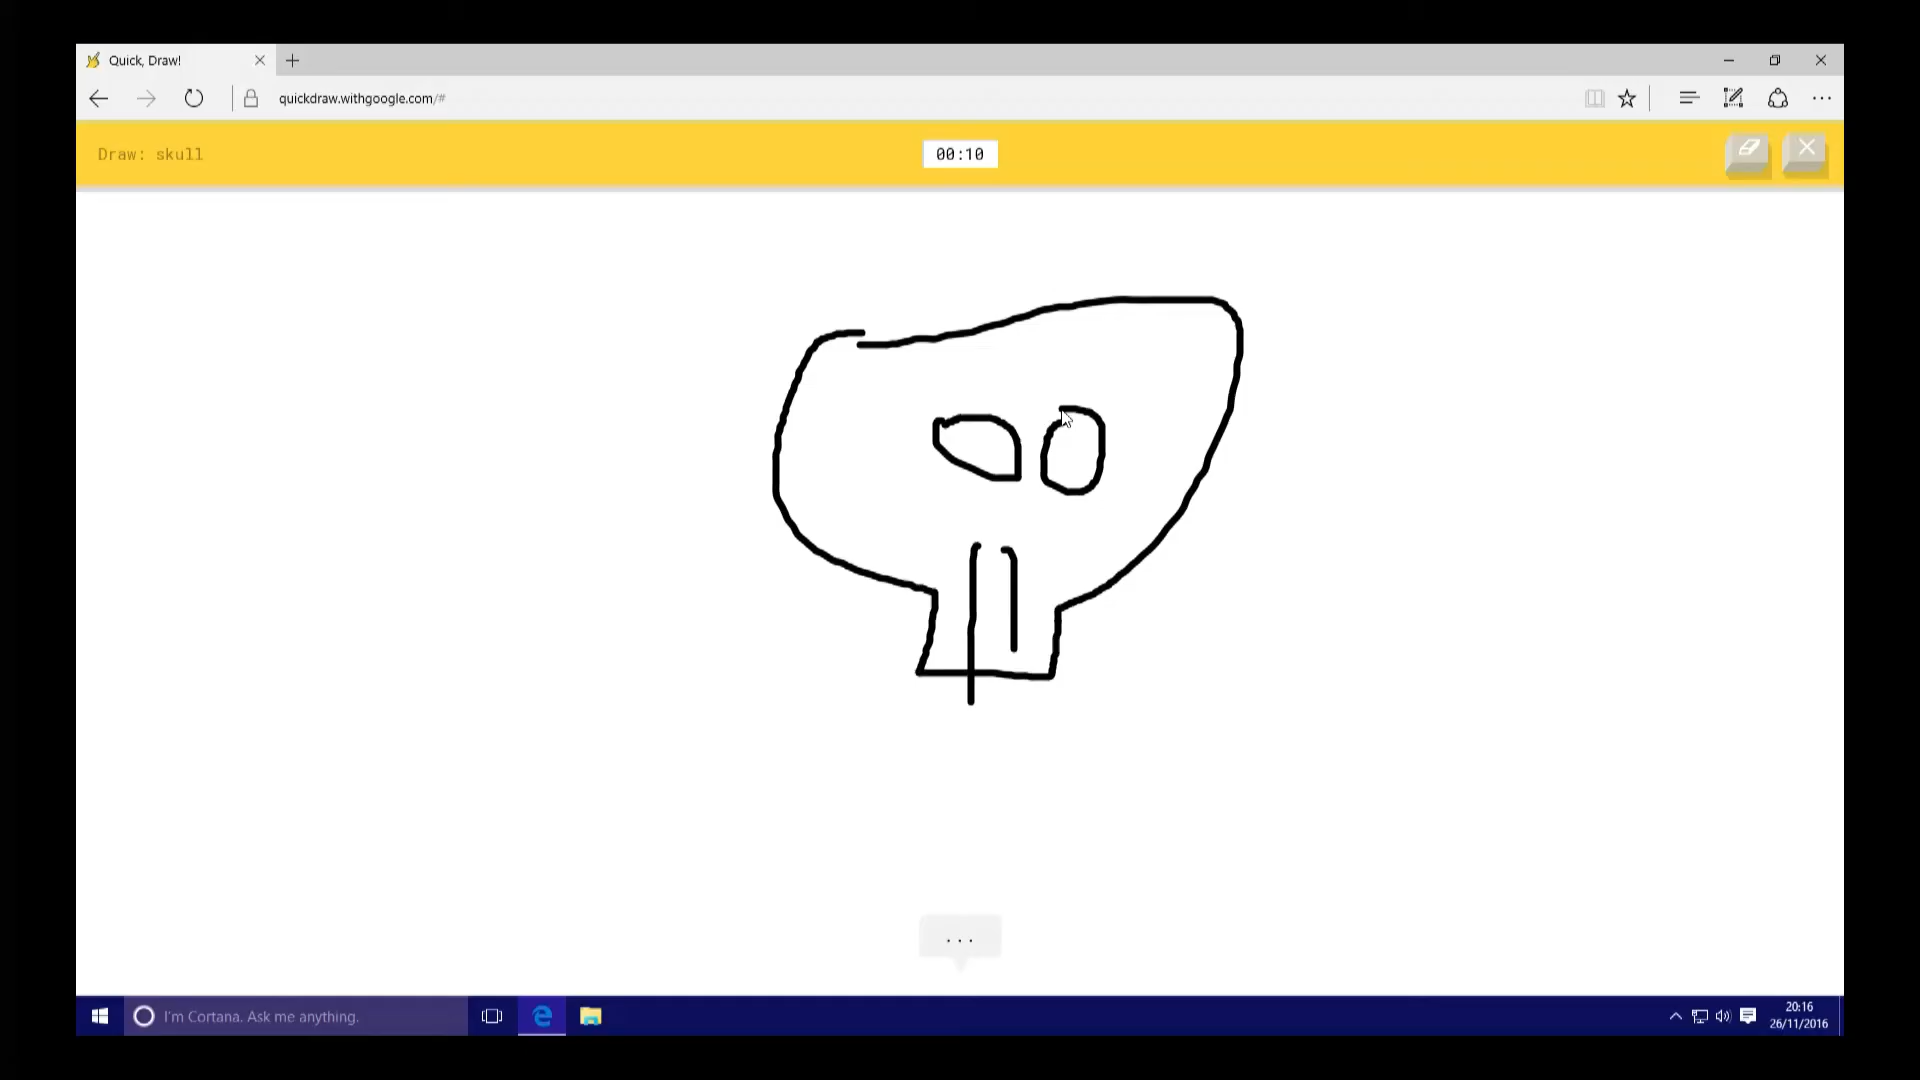 Quick, Draw!
quickdraw.withgoogle.com/#
Draw: skull
00:10
...
I'm Cortana. Ask me anything.
20:16
26/11/2016